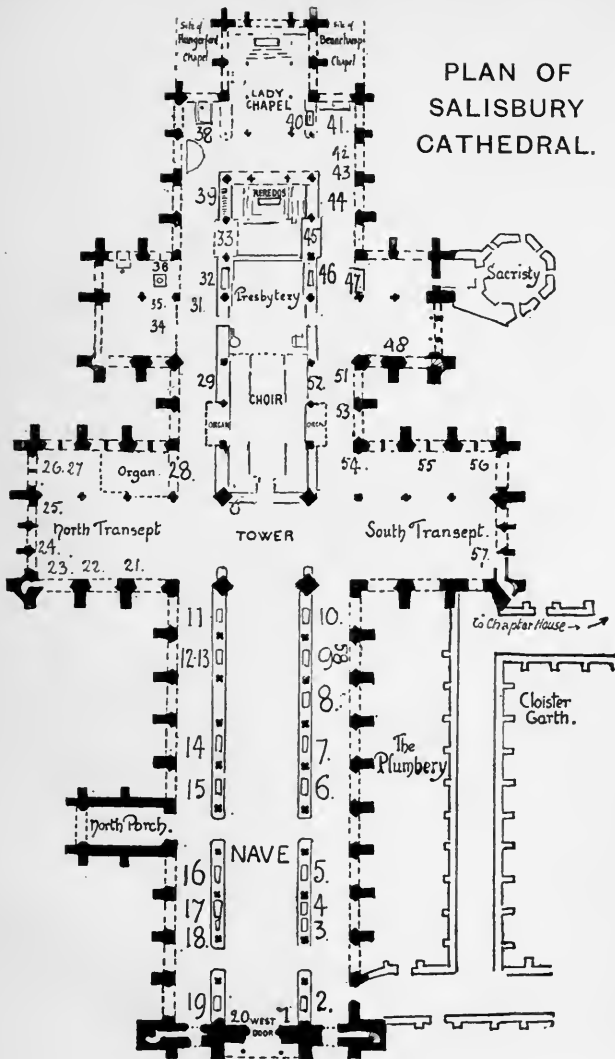 PLAN OF
SALISBURY
CATHEDRAL.
Site of
Hungerford
Chapel
Site of
Beauchamp
Chapel
LADY
CHAPEL
38
40
41.
42
43
39
REREDOS
44
33
45
36
32
46
47
Sacristy
35.
31.
Presbytery
34
48
29
52
51
CHOIR
53
ORGAN
26.27
Organ.
28.
54.
55
56
25.
North Transept
TOWER
South Transept.
24.
57.
23.
22.
21.
11
10.
to Chapter House → →
12.13
9
58
8.
Cloister
Garth.
14
7.
The
Plumbery
15
6.
North Porch.
NAVE
16
5.
17
4
18.
3.
19
20
WEST
DOOR
1
2.